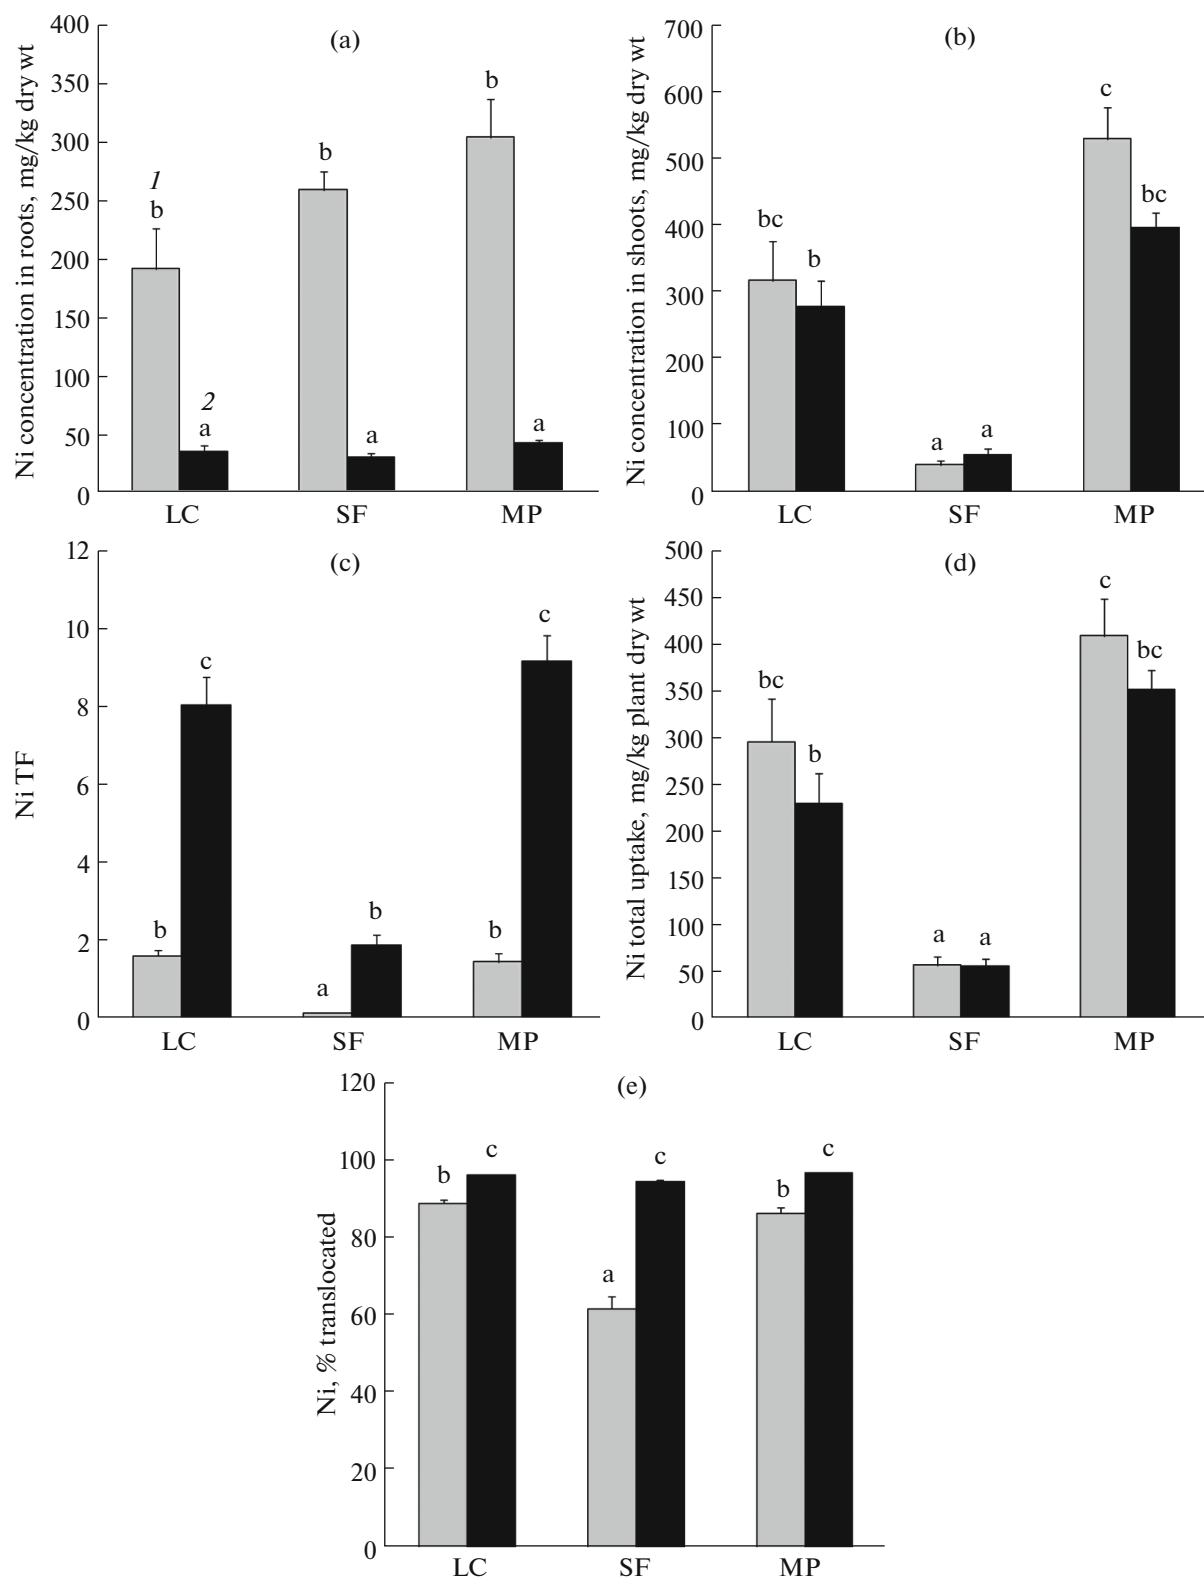 (a)
Ni concentration in roots, mg/kg dry wt
400
350
300
250
200
150
100
50
0
1
b
2
a
b
a
b
a
LC SF MP
(b)
Ni concentration in shoots, mg/kg dry wt
700
600
500
400
300
200
100
0
bc
b
a
a
c
bc
LC SF MP
(c)
Ni TF
12
10
8
6
4
2
0
b
c
a
b
b
c
LC SF MP
(d)
Ni total uptake, mg/kg plant dry wt
500
450
400
350
300
250
200
150
100
50
0
bc
b
a
a
c
bc
LC SF MP
(e)
Ni, % translocated
120
100
80
60
40
20
0
b
c
a
c
b
c
LC SF MP